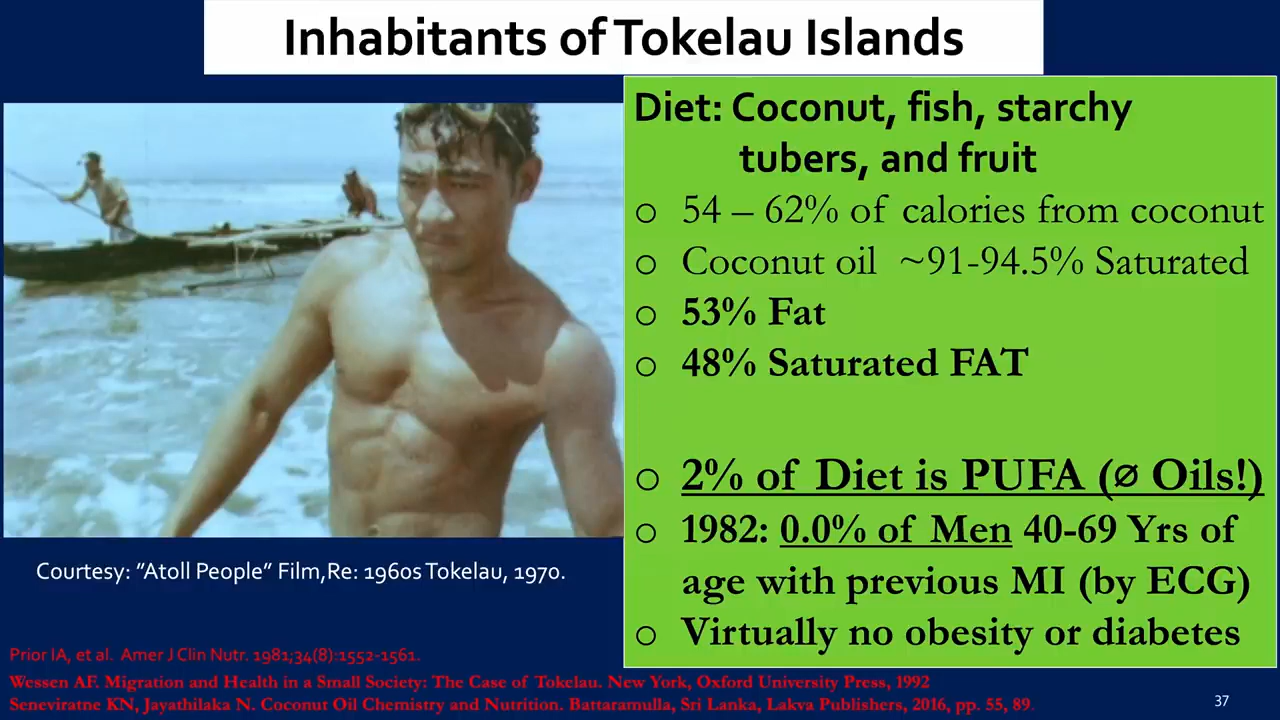 Inhabitants of Tokelau Islands
Diet: Coconut, fish, starchy
tubers, and fruit
o 54 – 62% of calories from coconut
o Coconut oil ~91-94.5% Saturated
o 53% Fat
o 48% Saturated FAT
o 2% of Diet is PUFA (ø Oils!)
o 1982: 0.0% of Men 40-69 Yrs of
age with previous MI (by ECG)
o Virtually no obesity or diabetes
Courtesy: "Atoll People" Film,Re: 1960s Tokelau, 1970.
Prior IA, et al. Amer J Clin Nutr. 1981;34(8):1552-1561.
Wessen AF. Migration and Health in a Small Society: The Case of Tokelau. New York, Oxford University Press, 1992
Seneviratne KN, Jayathilaka N. Coconut Oil Chemistry and Nutrition. Battaramulla, Sri Lanka, Lakva Publishers, 2016, pp. 55, 89.
37